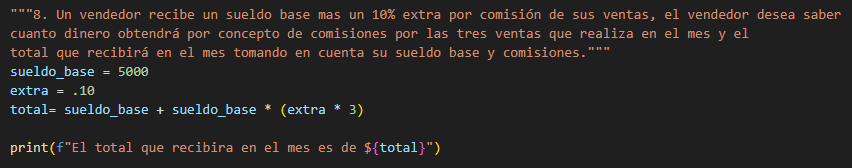 """8. Un vendedor recibe un sueldo base mas un 10% extra por comisión de sus ventas, el vendedor desea saber
cuanto dinero obtendrá por concepto de comisiones por las tres ventas que realiza en el mes y el
total que recibirá en el mes tomando en cuenta su sueldo base y comisiones."""
sueldo_base = 5000
extra = .10
total= sueldo_base + sueldo_base * (extra * 3)
print(f"El total que recibira en el mes es de ${total}")